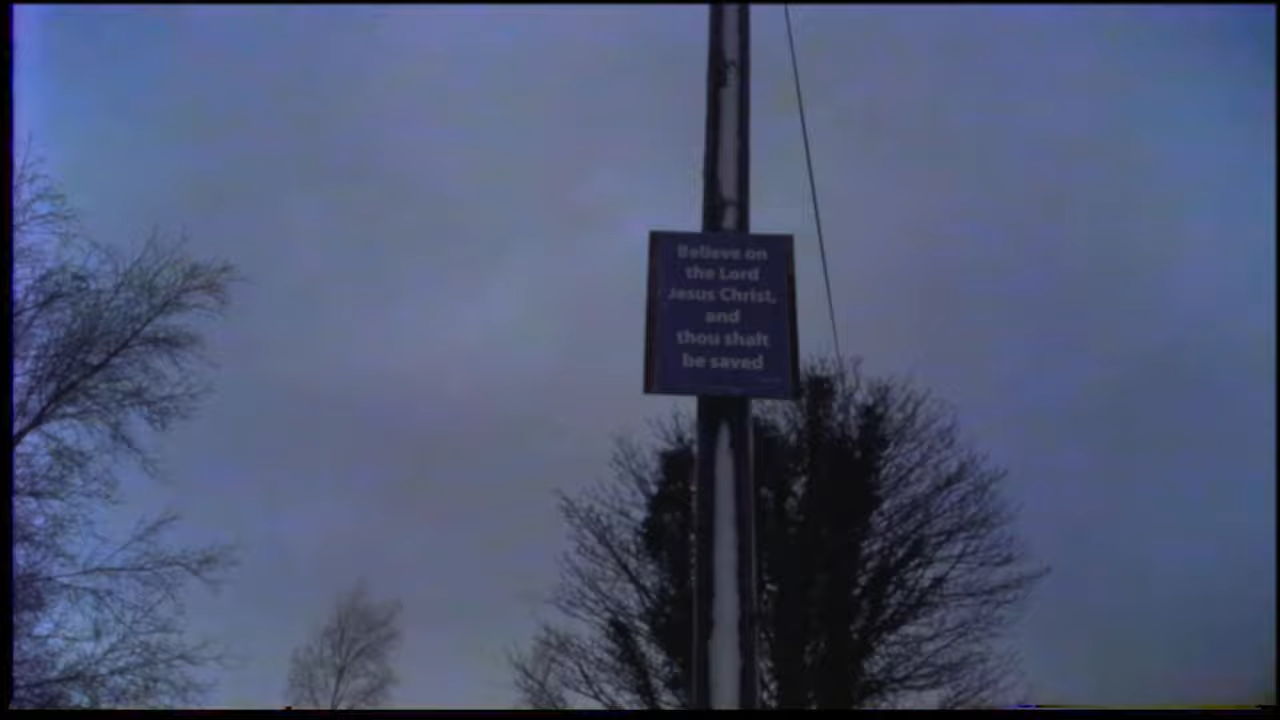 Believe on
the Lord
Jesus Christ,
and
thou shalt
be saved